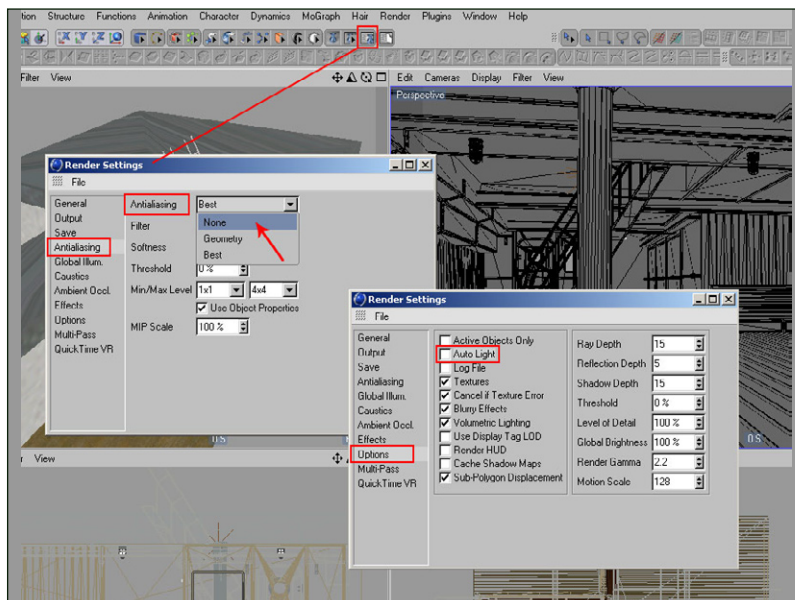 tion Structure Functions Animation Character Dynamics MoGraph Hair Render Plugins Window Help
Filter View
Edit Cameras Display Filter View
Perspective
Render Settings
File
General
Output
Save
Antialiasing
Global Illum.
Caustics
Ambient Occl.
Effects
Options
Multi-Pass
QuickTime VR
Antialiasing Best
Filter
Softness
Threshold 0 %
Min/Max Level 1x1 4x4
Use Object Properties
MIP Scale 100 %
None
Geometry
Best
Render Settings
File
General
Output
Save
Antialiasing
Global Illum.
Caustics
Ambient Occl.
Effects
Options
Multi-Pass
QuickTime VR
Active Objects Only
Auto Light
Log File
Textures
Cancel if Texture Error
Blurry Effects
Volumetric Lighting
Use Display Tag LOD
Render HUD
Cache Shadow Maps
Sub-Polygon Displacement
Ray Depth 15
Reflection Depth 5
Shadow Depth 15
Threshold 0 %
Level of Detail 100 %
Global Brightness 100 %
Render Gamma 2.2
Motion Scale 128
View